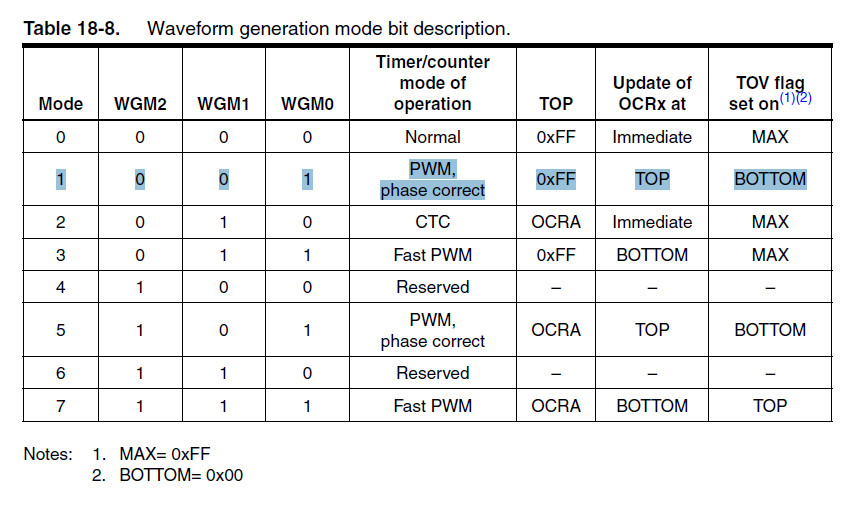 Table 18-8. Waveform generation mode bit description.
Mode WGM2 WGM1 WGM0 Timer/counter mode of operation TOP Update of OCRx at TOV flag set on(1)(2)
0 0 0 0 Normal 0xFF Immediate MAX
1 0 0 1 PWM, phase correct 0xFF TOP BOTTOM
2 0 1 0 CTC OCRA Immediate MAX
3 0 1 1 Fast PWM 0xFF BOTTOM MAX
4 1 0 0 Reserved – – –
5 1 0 1 PWM, phase correct OCRA TOP BOTTOM
6 1 1 0 Reserved – – –
7 1 1 1 Fast PWM OCRA BOTTOM TOP
Notes: 1. MAX= 0xFF
2. BOTTOM= 0x00